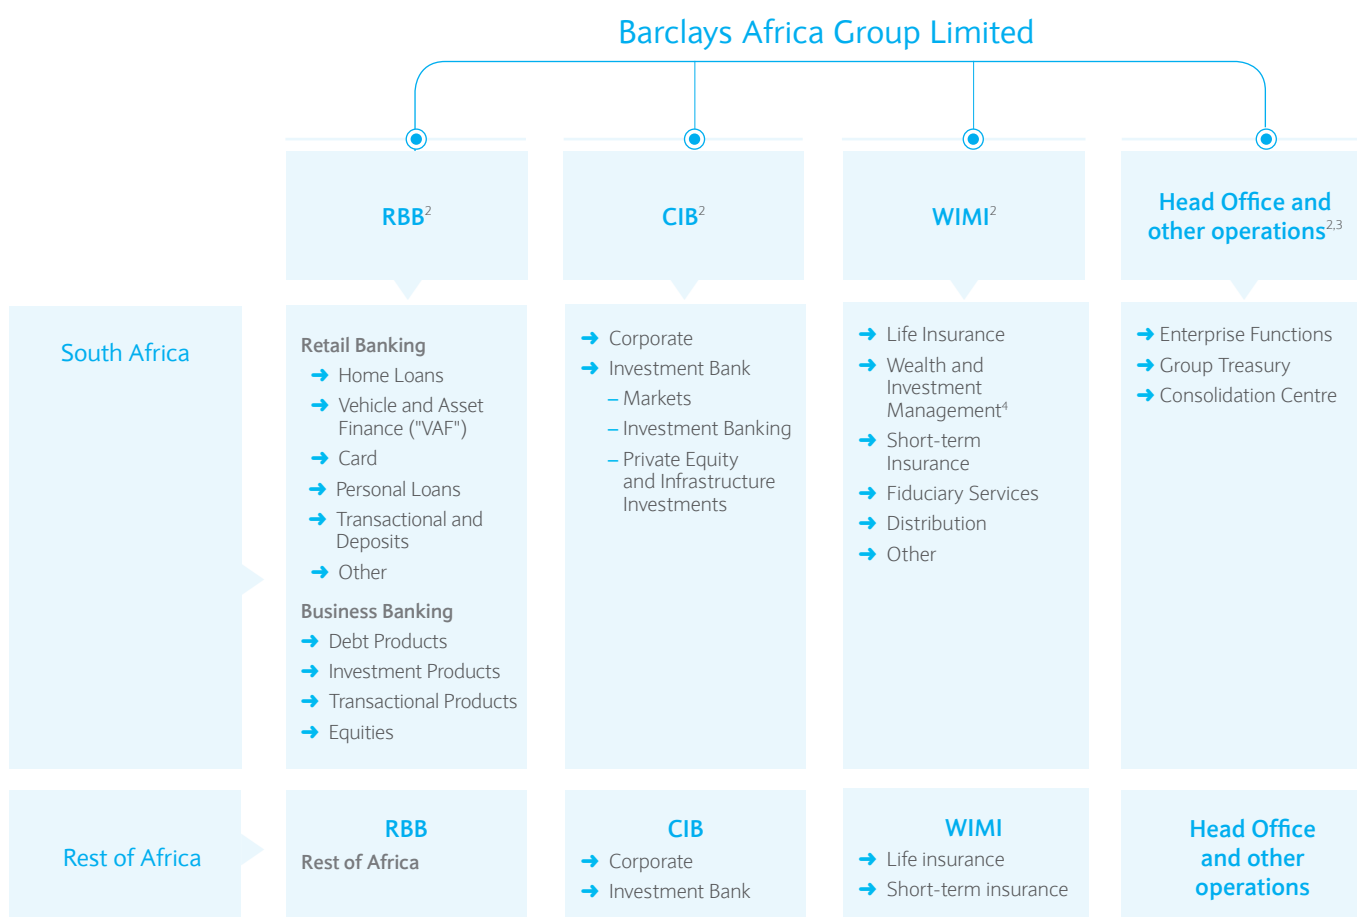 Barclays Africa Group Limited
RBB2
CIB2
WIMI2
Head Office and
other operations2,3
South Africa
Retail Banking
➜ Home Loans
➜ Vehicle and Asset
Finance ("VAF")
➜ Card
➜ Personal Loans
➜ Transactional and
Deposits
➜ Other
Business Banking
➜ Debt Products
➜ Investment Products
➜ Transactional Products
➜ Equities
➜ Corporate
➜ Investment Bank
– Markets
– Investment Banking
– Private Equity
and Infrastructure
Investments
➜ Life Insurance
➜ Wealth and
Investment
Management4
➜ Short-term
Insurance
➜ Fiduciary Services
➜ Distribution
➜ Other
➜ Enterprise Functions
➜ Group Treasury
➜ Consolidation Centre
Rest of Africa
RBB
Rest of Africa
CIB
➜ Corporate
➜ Investment Bank
WIMI
➜ Life insurance
➜ Short-term insurance
Head Office
and other
operations